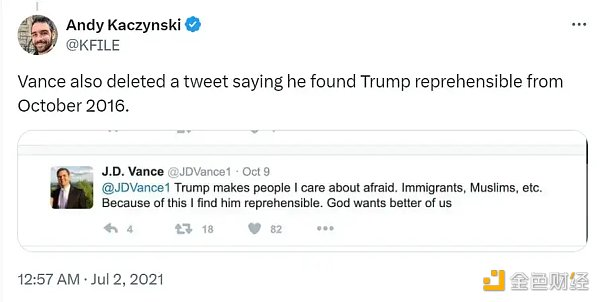 Andy Kaczynski
@KFILE
Vance also deleted a tweet saying he found Trump reprehensible from
October 2016.
J.D. Vance @JDVance1 · Oct 9
@JDVance1 Trump makes people I care about afraid. Immigrants, Muslims, etc.
Because of this I find him reprehensible. God wants better of us
4 18 82
12:57 AM · Jul 2, 2021
金色财经